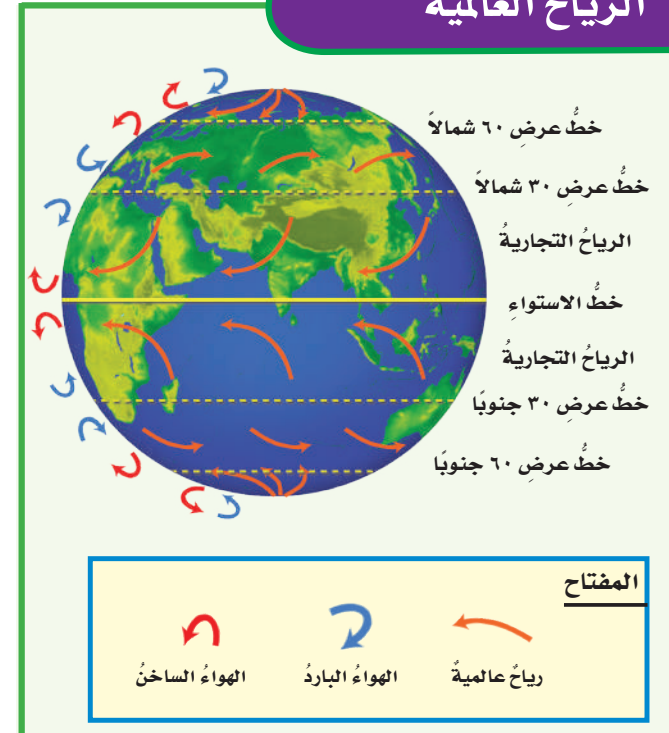 الرياح العالمية
خطُّ عرضِ ٦٠ شمالاً
خطُّ عرضِ ٣٠ شمالاً
الرياحُ التجاريةُ
خطُّ الاستواءِ
الرياحُ التجاريةُ
خطُّ عرضِ ٣٠ جنوبًا
خطُّ عرضِ ٦٠ جنوبًا
المفتاح
رياحٌ عالميةٌ
الهواءُ الباردُ
الهواءُ الساخنُ